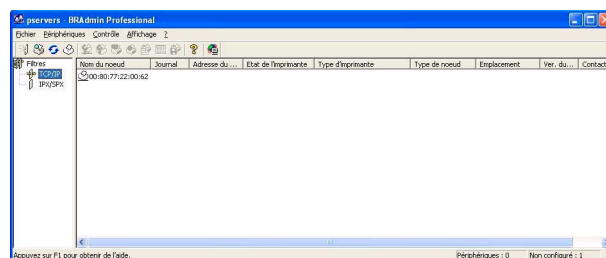 pservers - BRAdmin Professional
Fichier Périphériques Contrôle Affichage ?
Filtres
TCP/IP
IPX/SPX
Nom du noeud Journal Adresse du ... Etat de l'imprimante Type d'imprimante Type de noeud Emplacement Ver. du... Contact
00:80:77:22:00:62
Appuyez sur F1 pour obtenir de l'aide. Périphériques : 0 Non configuré : 1